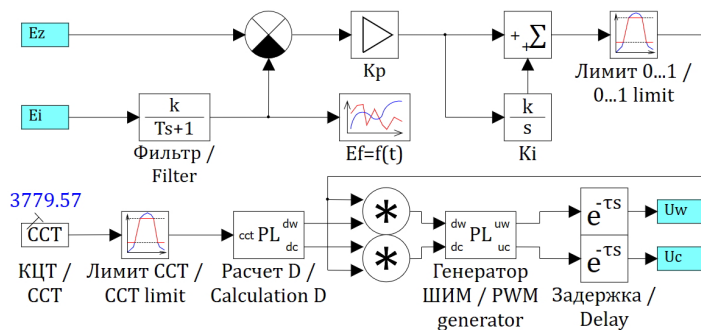 Ez
Kp
+
+
Σ
Лимит 0...1 /
0...1 limit
Ei
k
Ts+1
Фильтр /
Filter
Ef=f(t)
k
s
Ki
3779.57
CCT
КЦТ /
CCT
Лимит CCT /
CCT limit
cct PL dw
dc
Расчет D /
Calculation D
*
*
dw PL uw
dc uc
Генератор
ШИМ / PWM
generator
e-τs
e-τs
Задержка /
Delay
Uw
Uc